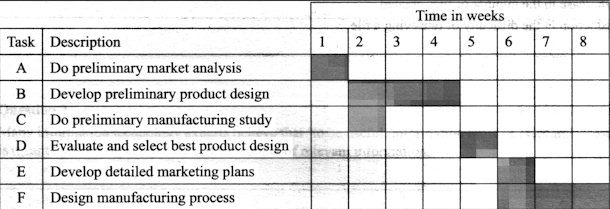 Time in weeks
Task Description 1 2 3 4 5 6 7 8
A Do preliminary market analysis
B Develop preliminary product design
C Do preliminary manufacturing study
D Evaluate and select best product design
E Develop detailed marketing plans
F Design manufacturing process